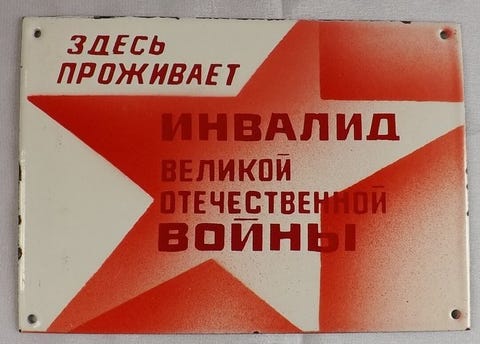 ЗДЕСЬ
ПРОЖИВАЕТ
ИНВАЛИД
ВЕЛИКОЙ
ОТЕЧЕСТВЕННОЙ
ВОЙНЫ